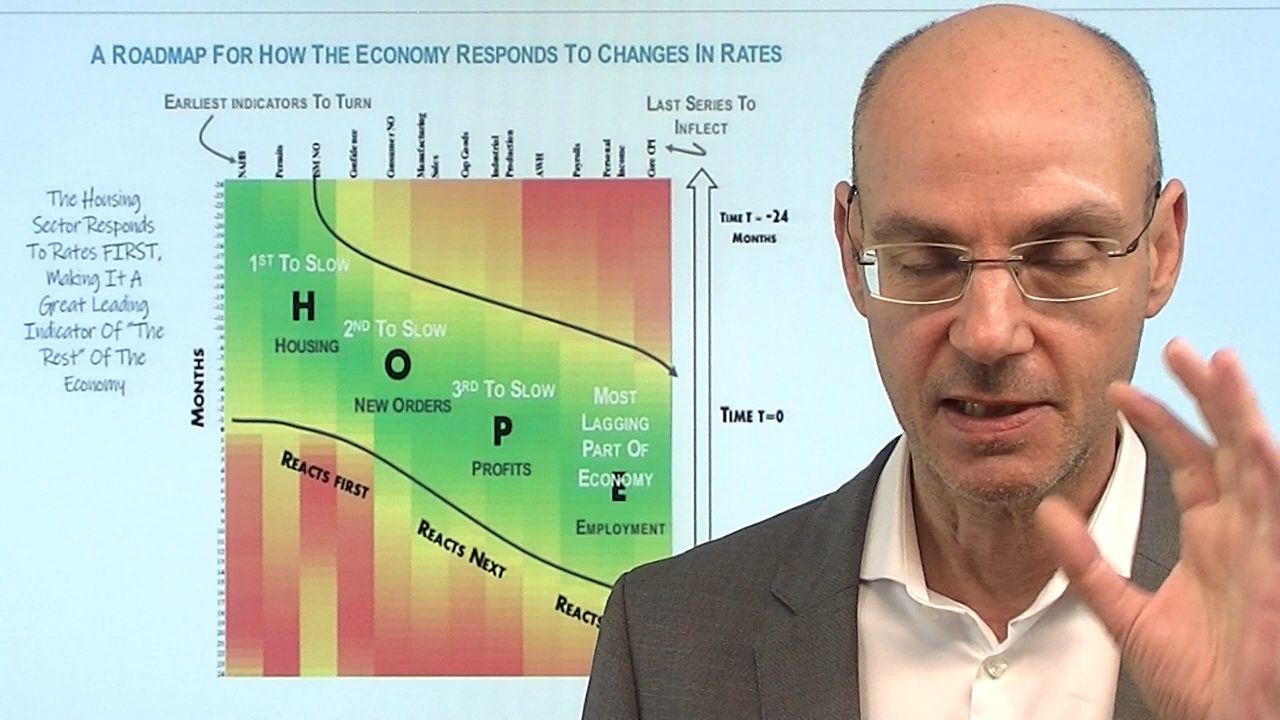 A ROADMAP FOR HOW THE ECONOMY RESPONDS TO CHANGES IN RATES
EARLIEST INDICATORS TO TURN
LAST SERIES TO
INFLECT
NAHB
Permits
ISM NO
Confidence
Consumer NO
Manufacturing
Sales
Cap Goods
Industrial
Production
AWH
Payrolls
Personal
Income
Core CPI
The Housing
Sector Responds
To Rates FIRST,
Making It A
Great Leading
Indicator Of "The
Rest" Of The
Economy
MONTHS
1ST TO SLOW
H
HOUSING
2ND TO SLOW
O
NEW ORDERS
3RD TO SLOW
P
PROFITS
MOST
LAGGING
PART OF
ECONOMY
E
EMPLOYMENT
REACTS FIRST
REACTS NEXT
REACTS
TIME T - -24
MONTHS
TIME T=0